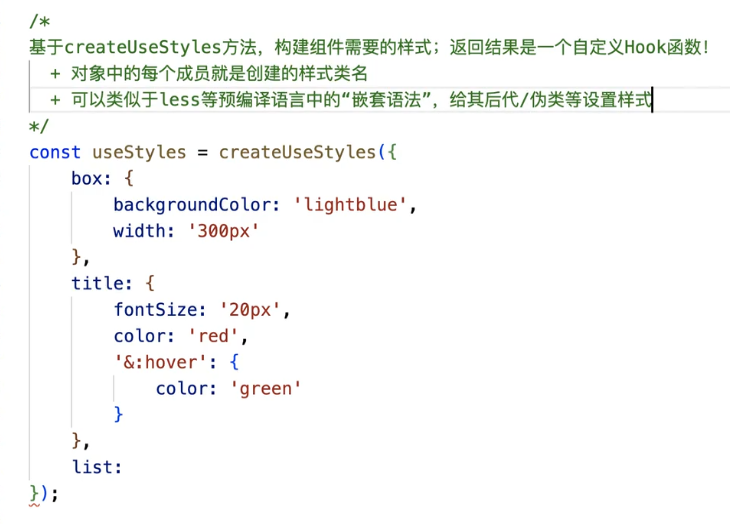 /*
基于createUseStyles方法，构建组件需要的样式；返回结果是一个自定义Hook函数!
+ 对象中的每个成员就是创建的样式类名
+ 可以类似于less等预编译语言中的“嵌套语法”，给其后代/伪类等设置样式
*/
const useStyles = createUseStyles({
    box: {
        backgroundColor: 'lightblue',
        width: '300px'
    },
    title: {
        fontSize: '20px',
        color: 'red',
        '&:hover': {
            color: 'green'
        }
    },
    list:
});